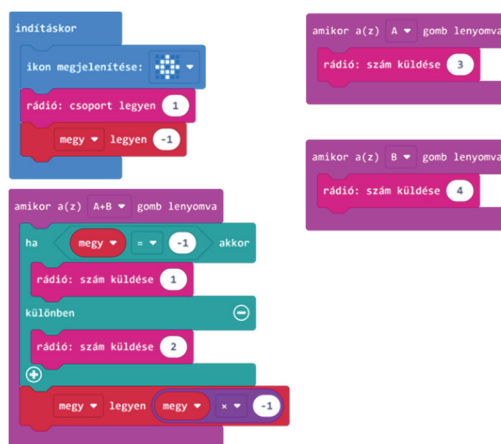 indításkor
ikon megjelenítése:
rádió: csoport legyen 1
megy legyen -1
amikor a(z) A+B gomb lenyomva
ha megy = -1 akkor
rádió: szám küldése 1
különben
rádió: szám küldése 2
megy legyen megy × -1
amikor a(z) A gomb lenyomva
rádió: szám küldése 3
amikor a(z) B gomb lenyomva
rádió: szám küldése 4